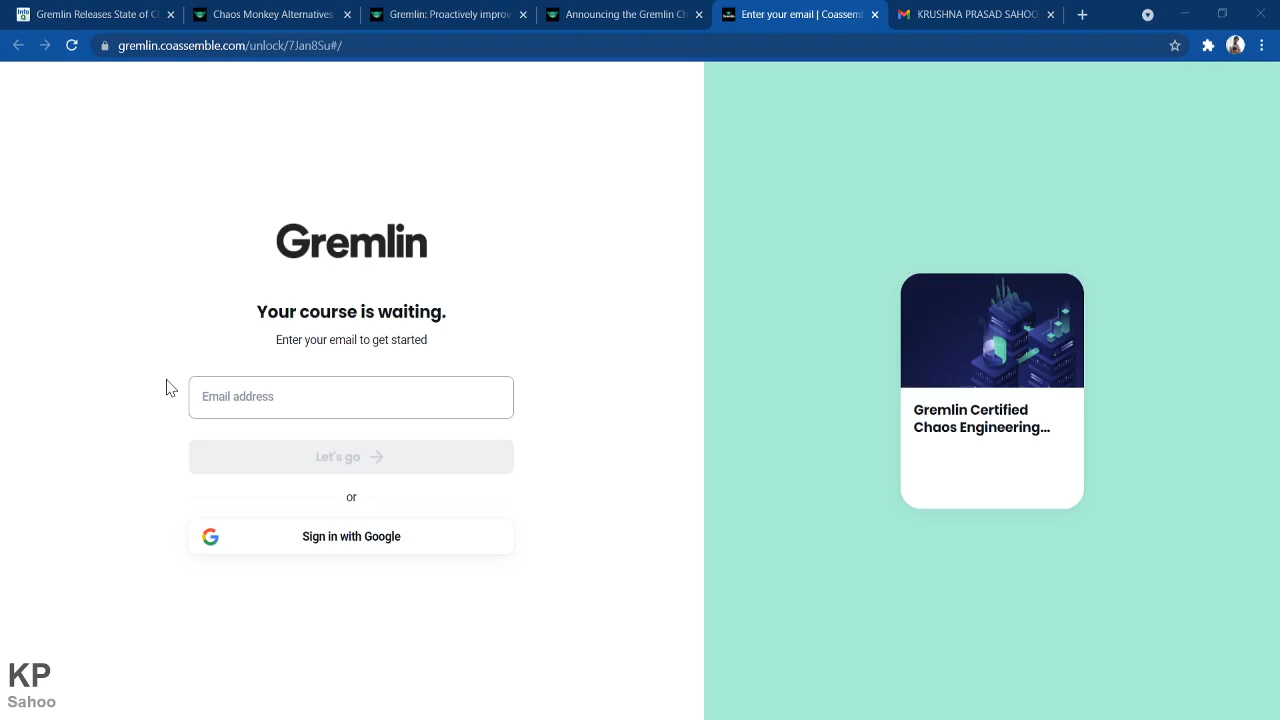 Gremlin Releases State of C
Chaos Monkey Alternatives
Gremlin: Proactively improv
Announcing the Gremlin Ch
Enter your email | Coassem
KRUSHNA PRASAD SAHOO
gremlin.coassemble.com/unlock/7Jan8Su#/
Gremlin
Your course is waiting.
Enter your email to get started
Email address
Let's go
or
Sign in with Google
Gremlin Certified
Chaos Engineering...
KP
Sahoo